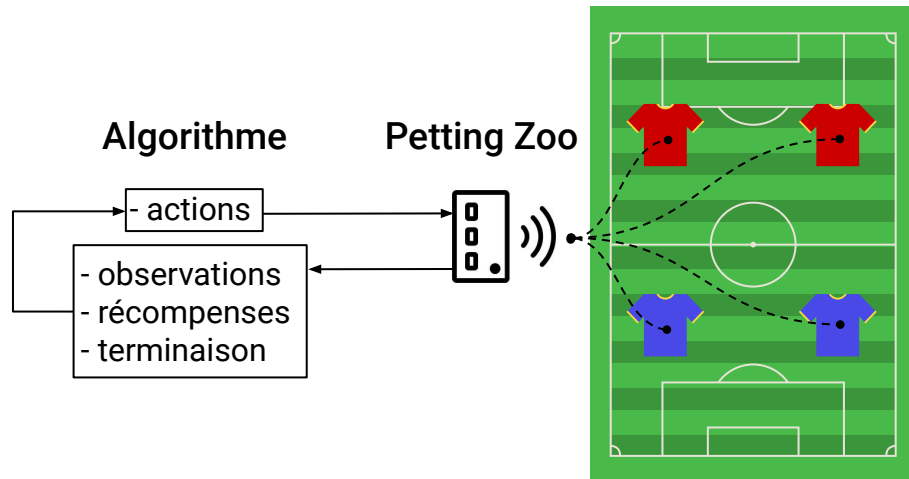 Algorithme
Petting Zoo
- actions
- observations
- récompenses
- terminaison